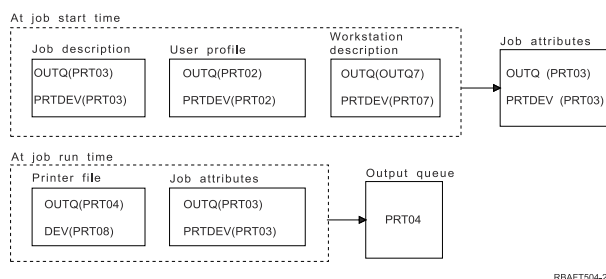 At job start time
Job description
OUTQ(PRT03)
PRTDEV(PRT03)
User profile
OUTQ(PRT02)
PRTDEV(PRT02)
Workstation
description
OUTQ(OUTQ7)
PRTDEV(PRT07)
Job attributes
OUTQ (PRT03)
PRTDEV (PRT03)
At job run time
Printer file
OUTQ(PRT04)
DEV(PRT08)
Job attributes
OUTQ(PRT03)
PRTDEV(PRT03)
Output queue
PRT04
RBAFT504-2